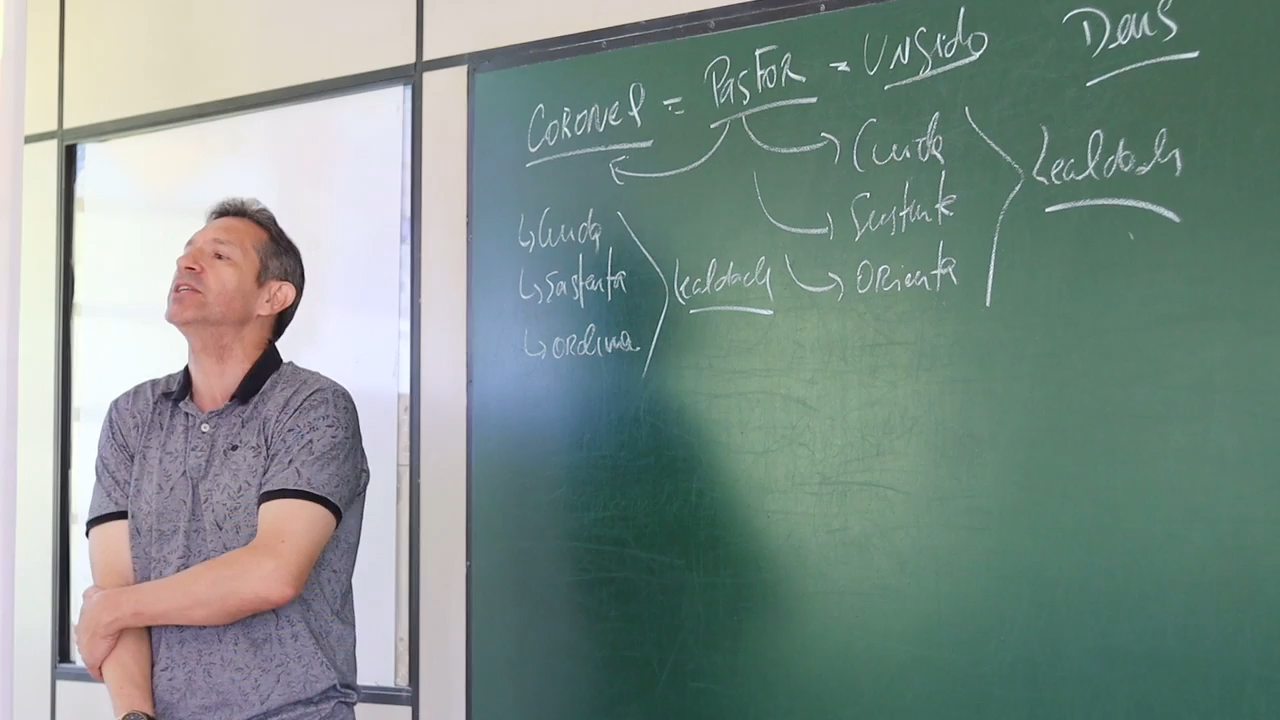 CORONEl = PASTOR = UNGido Deus
Cuida
Sustenta
Orienta
Lealdade
↳ Cuida
↳ Sustenta
↳ Ordena
Lealdade